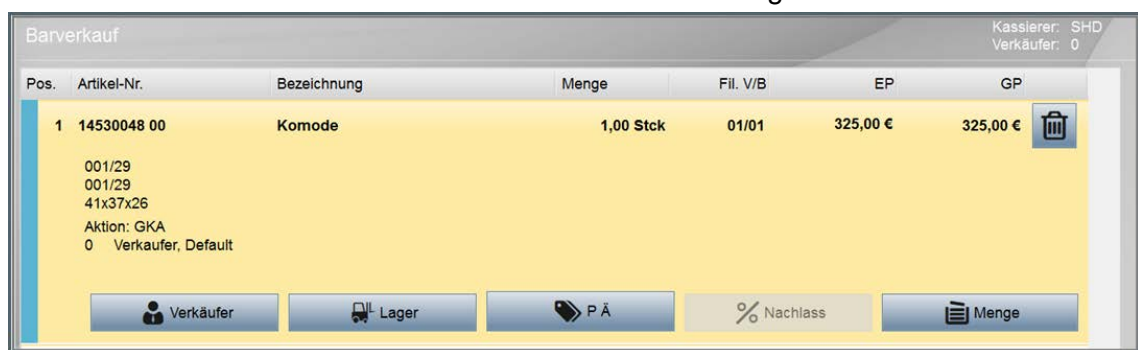 Barverkauf Kassierer: SHD
Verkäufer: 0
Pos. Artikel-Nr. Bezeichnung Menge Fil. V/B EP GP
1 14530048 00 Komode 1,00 Stck 01/01 325,00 € 325,00 €
001/29
001/29
41x37x26
Aktion: GKA
0 Verkaufer, Default
Verkäufer Lager P Ä % Nachlass Menge